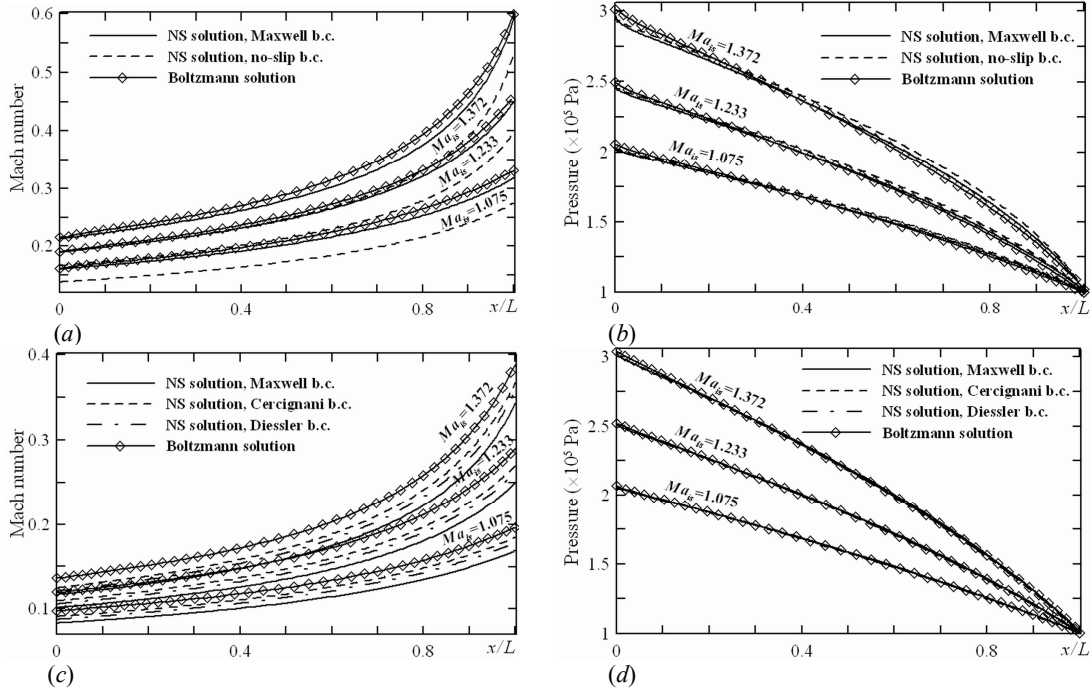 0.6
0.5
0.4
0.3
0.2
Mach number
NS solution, Maxwell b.c.
NS solution, no-slip b.c.
Boltzmann solution
Ma_is=1.372
Ma_is=1.233
Ma_is=1.075
0 0.4 0.8 x/L
(a)
3
2.5
2
1.5
1
Pressure (×10⁵ Pa)
NS solution, Maxwell b.c.
NS solution, no-slip b.c.
Boltzmann solution
Ma_is=1.372
Ma_is=1.233
Ma_is=1.075
0 0.4 0.8 x/L
(b)
0.4
0.3
0.2
0.1
Mach number
NS solution, Maxwell b.c.
NS solution, Cercignani b.c.
NS solution, Diessler b.c.
Boltzmann solution
Ma_is=1.372
Ma_is=1.233
Ma_is=1.075
0 0.4 0.8 x/L
(c)
3
2.5
2
1.5
1
Pressure (×10⁵ Pa)
NS solution, Maxwell b.c.
NS solution, Cercignani b.c.
NS solution, Diessler b.c.
Boltzmann solution
Ma_is=1.372
Ma_is=1.233
Ma_is=1.075
0 0.4 0.8 x/L
(d)